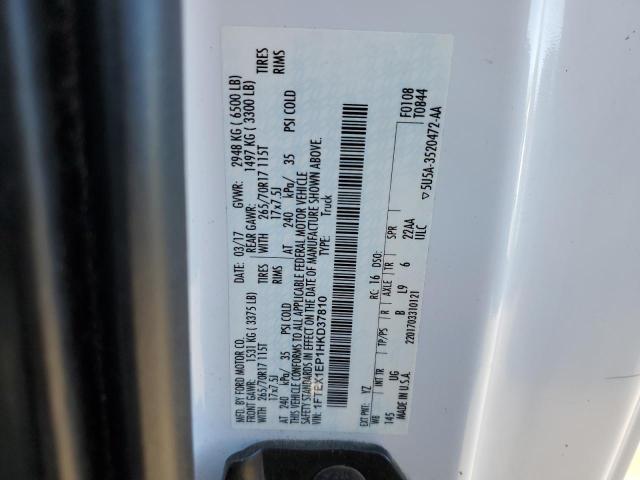 MFD. BY FORD MOTOR CO. 03/17 GVWR: 2948 KG ( 6500 LB)
FRONT GAWR: 1531 KG ( 3375 LB) REAR GAWR: 1497 KG ( 3300 LB)
WITH 265/70R17 115T TIRES WITH 265/70R17 115T TIRES
17x7.5J RIMS 17x7.5J RIMS
AT 240 kPa/ 35 PSI COLD AT 240 kPa/ 35 PSI COLD
THIS VEHICLE CONFORMS TO ALL APPLICABLE FEDERAL MOTOR VEHICLE
SAFETY STANDARDS IN EFFECT ON THE DATE OF MANUFACTURE SHOWN ABOVE.
VIN: 1FTEX1EP1HKD37810 TYPE: Truck
EXT PNT: YZ RC: 16 DSO: F0108
T0844
WB INT TR TP/PS R AXLE TR SPR
145 UG B L9 6 22AA
UILC
MADE IN U.S.A. 2201703310121 ▽5U5A-3520472-AA